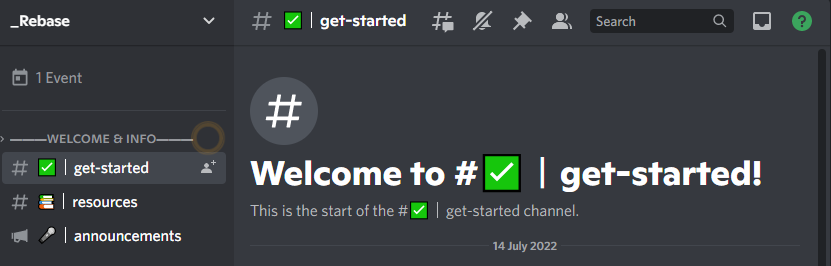 _Rebase
# ✅ | get-started
Search
1 Event
———WELCOME & INFO———
# ✅ | get-started
# 📚 | resources
🎤 | announcements
Welcome to #✅ | get-started!
This is the start of the #✅ | get-started channel.
14 July 2022